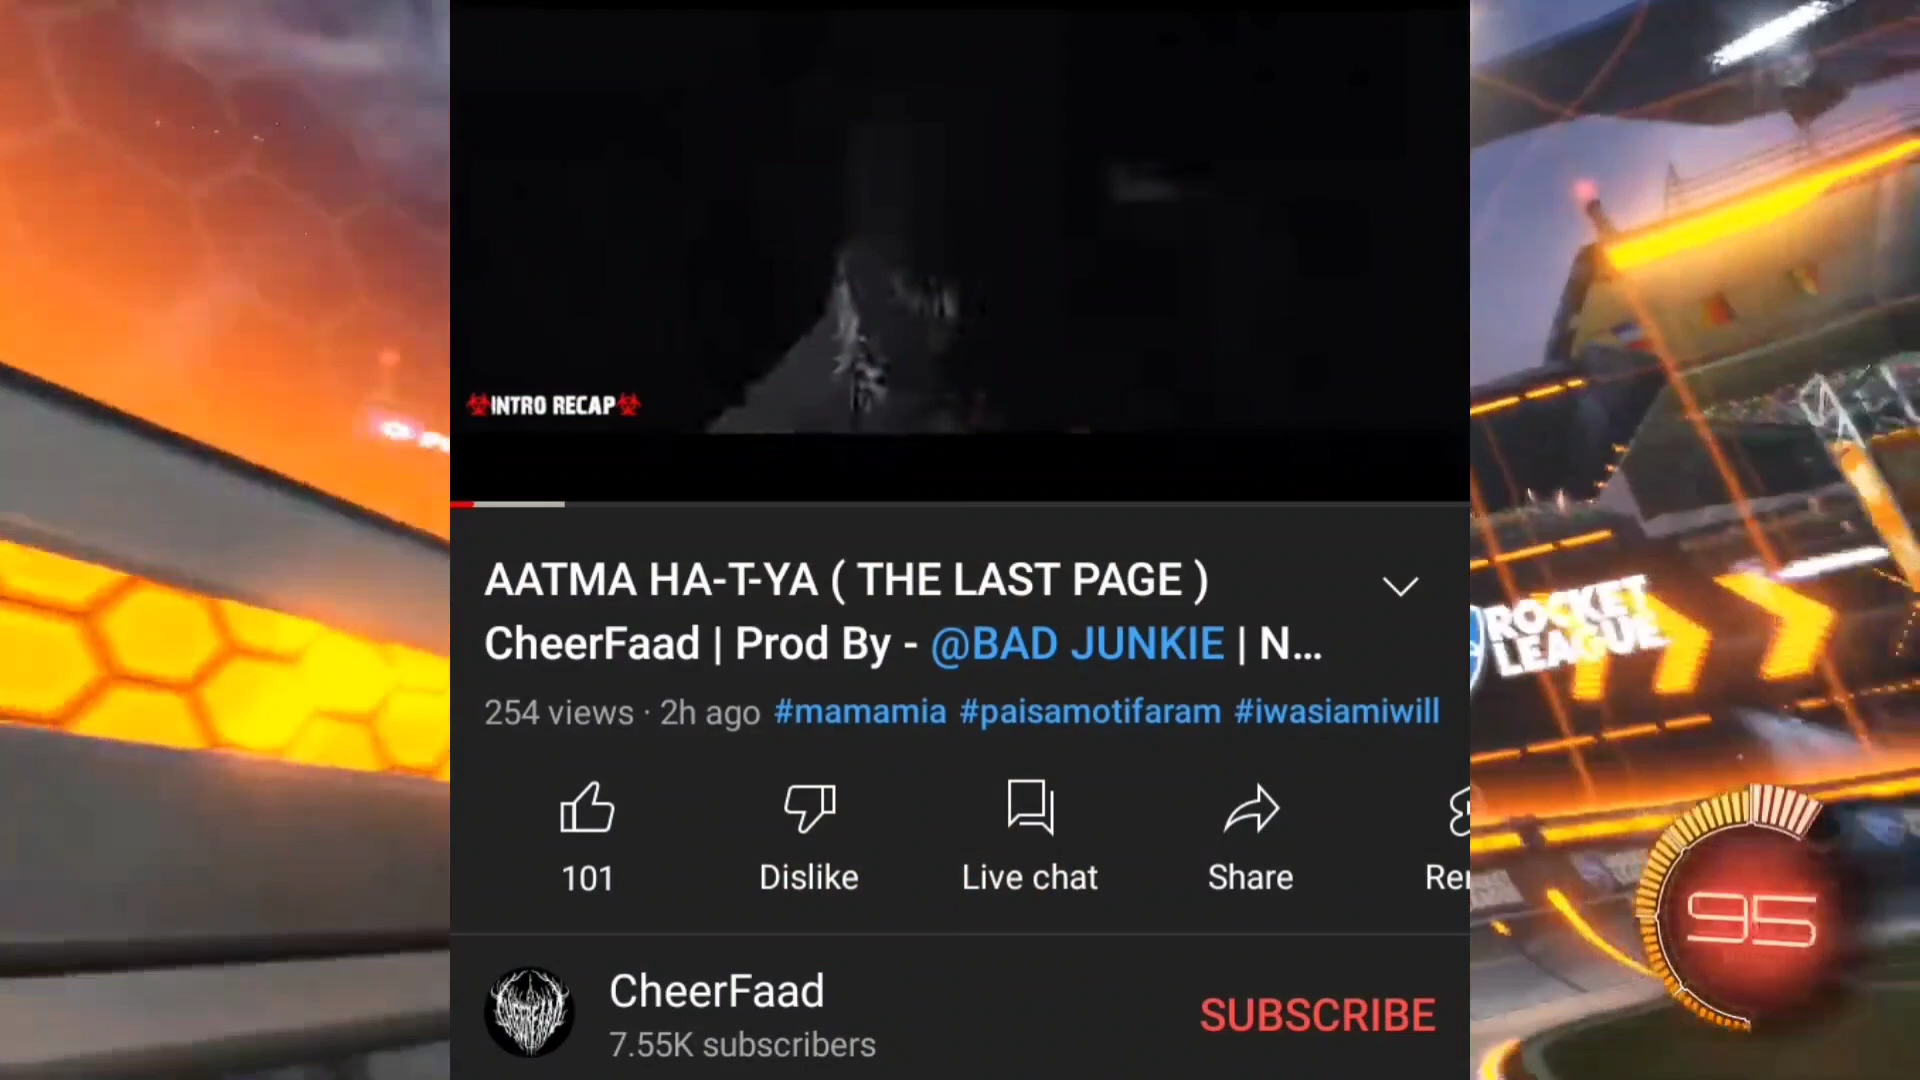 INTRO RECAP
AATMA HA-T-YA ( THE LAST PAGE )
CheerFaad | Prod By - @BAD JUNKIE | N...
254 views · 2h ago #mamamia #paisamotifaram #iwasiamiwill
101
Dislike
Live chat
Share
Re
CheerFaad
7.55K subscribers
SUBSCRIBE
ROCKET
LEAGUE
95